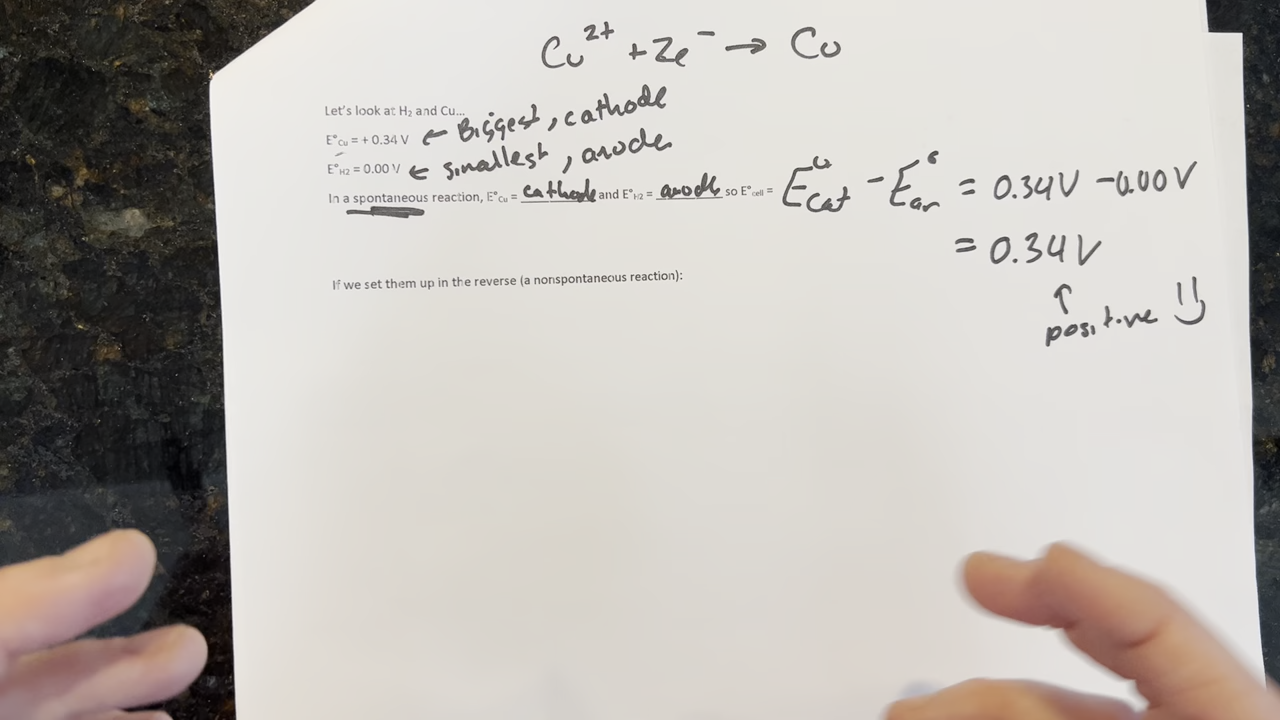 Cu²⁺ + 2e⁻ → Cu
Let's look at H₂ and Cu...
E°Cu = + 0.34 V ← Biggest, cathode
E°H2 = 0.00 V ← smallest, anode
In a spontaneous reaction, E°Cu = cathode and E°H2 = anode so E°cell = E°cat - E°an = 0.34V - 0.00V
= 0.34V
↑
positive :)
If we set them up in the reverse (a nonspontaneous reaction):